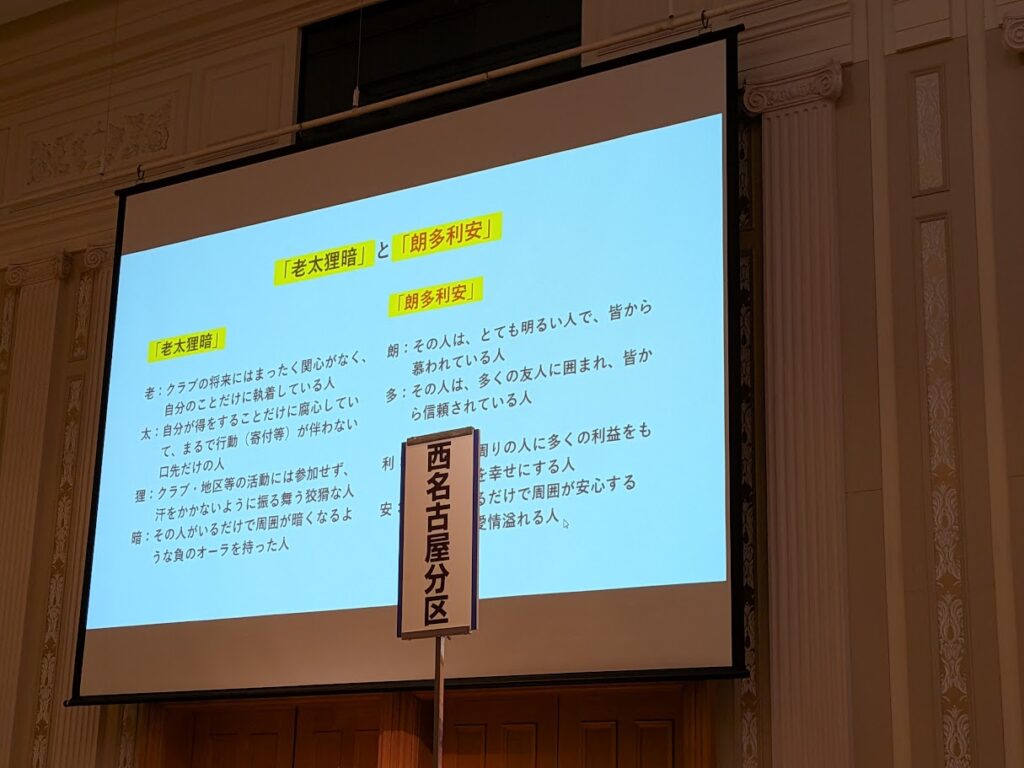 「老太狸暗」と「朗多利安」
「老太狸暗」
老：クラブの将来にはまったく関心がなく、
自分のことだけに執着している人
太：自分が得をすることだけに腐心してい
て、まるで行動（寄付等）が伴わない
口先だけの人
狸：クラブ・地区等の活動には参加せず、
汗をかかないように振る舞う狡猾な人
暗：その人がいるだけで周囲が暗くなるよ
うな負のオーラを持った人
「朗多利安」
朗：その人は、とても明るい人で、皆から
慕われている人
多：その人は、多くの友人に囲まれ、皆か
ら信頼されている人
利：周りの人に多くの利益をも
を幸せにする人
安：るだけで周囲が安心する
愛情溢れる人
西名古屋分区